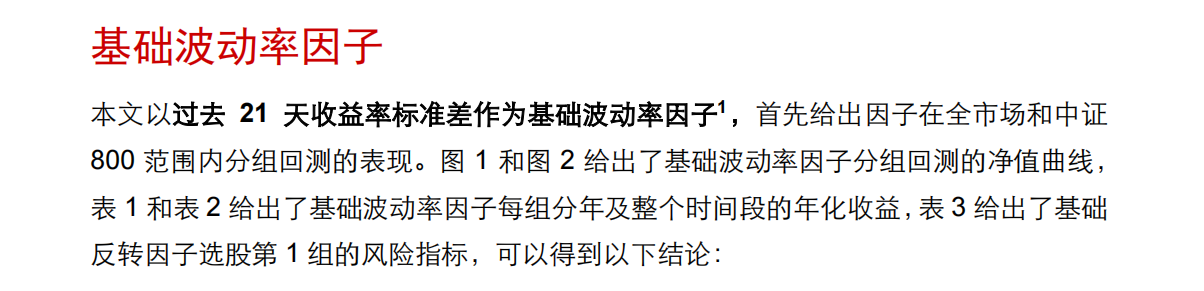 基础波动率因子
本文以过去 21 天收益率标准差作为基础波动率因子1，首先给出因子在全市场和中证
800 范围内分组回测的表现。图 1 和图 2 给出了基础波动率因子分组回测的净值曲线，
表 1 和表 2 给出了基础波动率因子每组分年及整个时间段的年化收益，表 3 给出了基础
反转因子选股第 1 组的风险指标，可以得到以下结论：